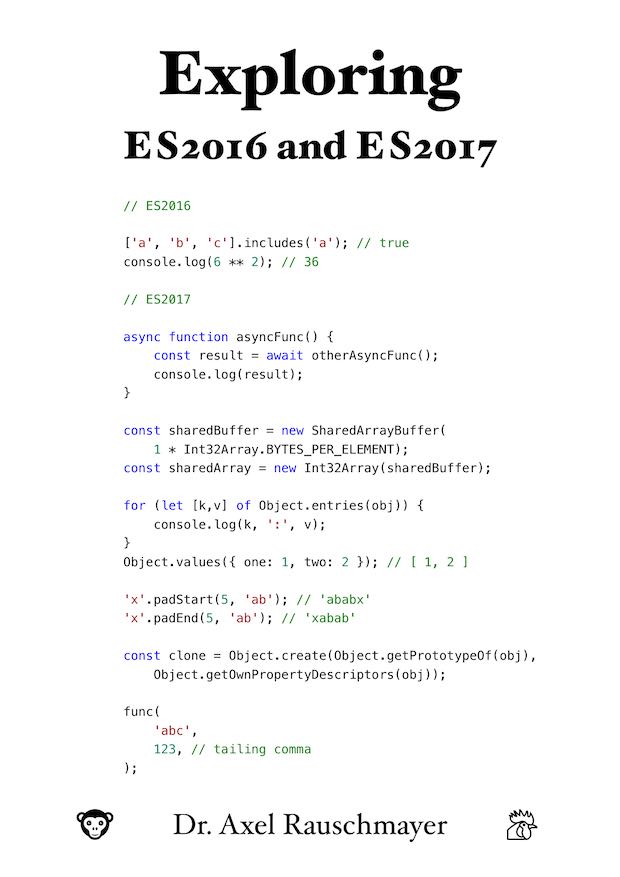 Exploring
ES2016 and ES2017
// ES2016
['a', 'b', 'c'].includes('a'); // true
console.log(6 ** 2); // 36
// ES2017
async function asyncFunc() {
    const result = await otherAsyncFunc();
    console.log(result);
}
const sharedBuffer = new SharedArrayBuffer(
    1 * Int32Array.BYTES_PER_ELEMENT);
const sharedArray = new Int32Array(sharedBuffer);
for (let [k,v] of Object.entries(obj)) {
    console.log(k, ':', v);
}
Object.values({ one: 1, two: 2 }); // [ 1, 2 ]
'x'.padStart(5, 'ab'); // 'ababx'
'x'.padEnd(5, 'ab'); // 'xabab'
const clone = Object.create(Object.getPrototypeOf(obj),
    Object.getOwnPropertyDescriptors(obj));
func(
    'abc',
    123, // tailing comma
);
Dr. Axel Rauschmayer